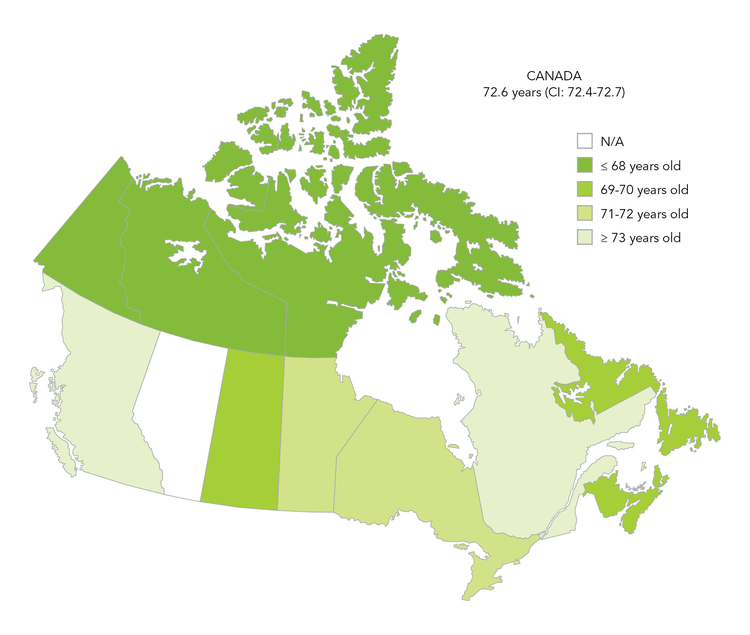 CANADA
72.6 years (CI: 72.4-72.7)
N/A
≤ 68 years old
69-70 years old
71-72 years old
≥ 73 years old